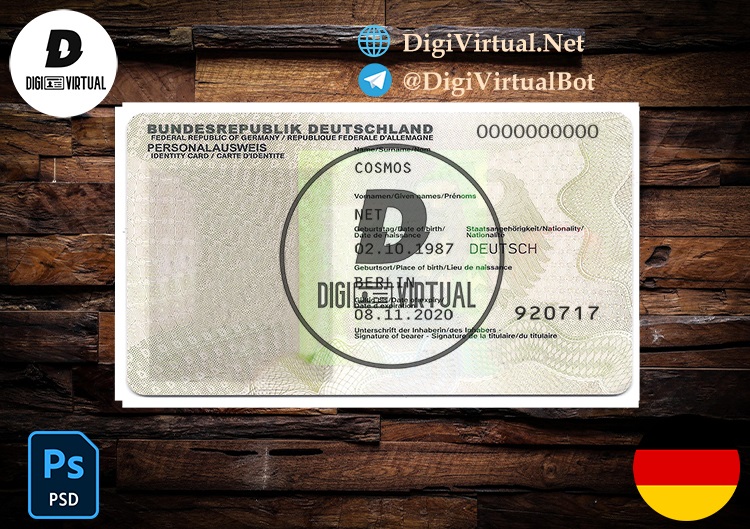 D
DIGI VIRTUAL
DigiVirtual.Net
@DigiVirtualBot
BUNDESREPUBLIK DEUTSCHLAND
FEDERAL REPUBLIC OF GERMANY / REPUBLIQUE FEDERALE D'ALLEMAGNE
PERSONALAUSWEIS
/ IDENTITY CARD / CARTE D'IDENTITE
0000000000
Name/Surname/Nom
COSMOS
Vornamen/Given names/Prénoms
NET
Geburtstag/Date of birth/
Date de naissance
Staatsangehörigkeit/Nationality/
Nationalité
02.10.1987 DEUTSCH
Geburtsort/Place of birth/Lieu de naissance
BERLIN
Gültig bis/Date of expiry/
Date d'expiration
08.11.2020
920717
Unterschrift der Inhaberin/des Inhabers -
Signature of bearer - Signature de la titulaire/du titulaire
D
DIGI VIRTUAL
Ps
PSD